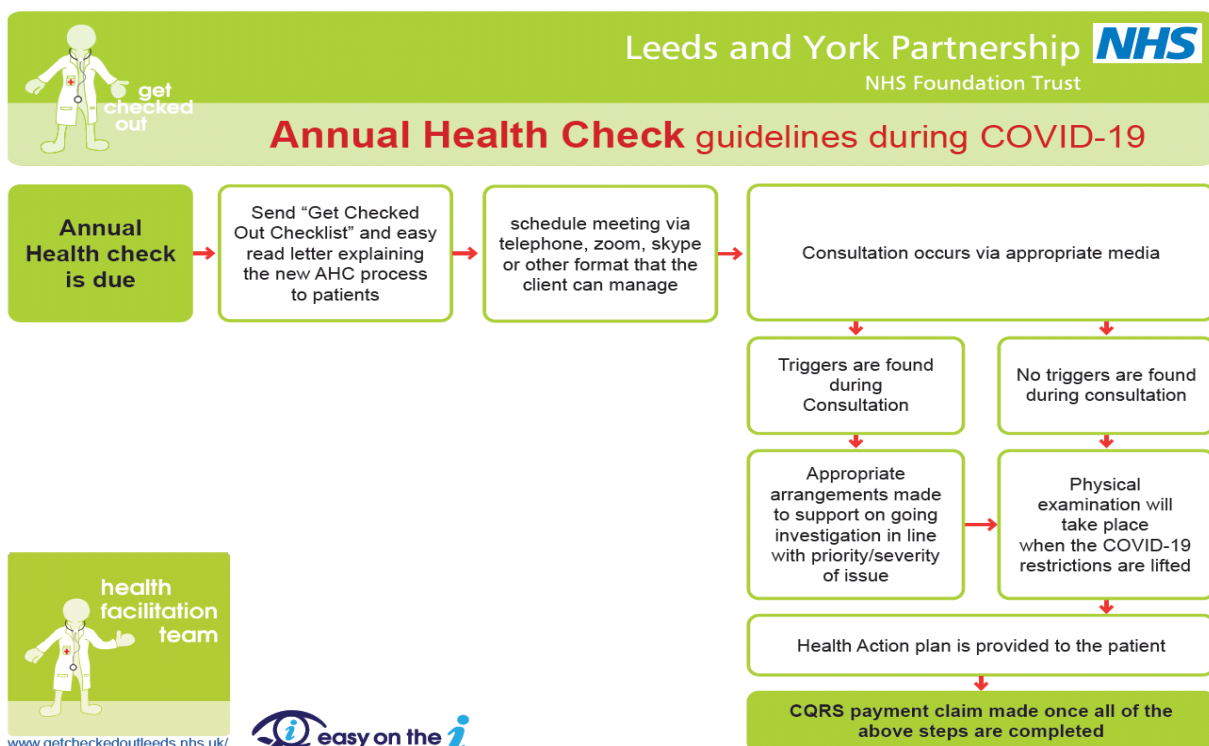 get
checked
out
Leeds and York Partnership NHS
NHS Foundation Trust
Annual Health Check guidelines during COVID-19
Annual
Health check
is due
Send “Get Checked
Out Checklist” and easy
read letter explaining
the new AHC process
to patients
schedule meeting via
telephone, zoom, skype
or other format that the
client can manage
Consultation occurs via appropriate media
Triggers are found
during
Consultation
No triggers are found
during consultation
Appropriate
arrangements made
to support on going
investigation in line
with priority/severity
of issue
Physical
examination will
take place
when the COVID-19
restrictions are lifted
Health Action plan is provided to the patient
CQRS payment claim made once all of the
above steps are completed
health
facilitation
team
www.getcheckedoutleeds.nhs.uk/
i easy on the i